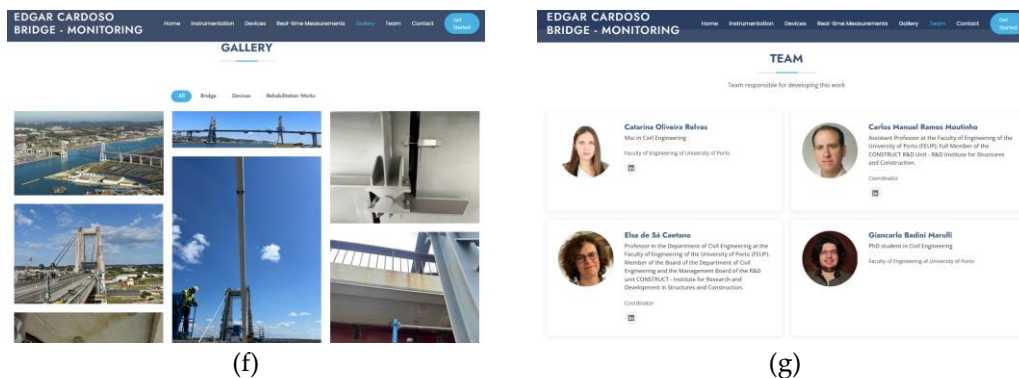 EDGAR CARDOSO
BRIDGE - MONITORING
Home Instrumentation Devices Real-time Measurements Gallery Team Contact
Get
Started
GALLERY
All Bridge Devices Rehabilitation Works
(f)
EDGAR CARDOSO
BRIDGE - MONITORING
Home Instrumentation Devices Real-time Measurements Gallery Team Contact
Get
Started
TEAM
Team responsible for developing this work
Catarina Oliveira Relvas
Msc in Civil Engineering
Faculty of Engineering of University of Porto
in
Carlos Manuel Ramos Moutinho
Assistant Professor at the Faculty of Engineering of the
University of Porto (FEUP). Full Member of the
CONSTRUCT R&D Unit - R&D Institute for Structures
and Construction.
Coordinator
in
Elsa de Sá Caetano
Professor in the Department of Civil Engineering at the
Faculty of Engineering of the University of Porto (FEUP).
Member of the Board of the Department of Civil
Engineering and the Management Board of the R&D
unit CONSTRUCT - Institute for Research and
Development in Structures and Construction.
Coordinator
in
Giancarlo Badini Marulli
PhD student in Civil Engineering
Faculty of Engineering of University of Porto
(g)